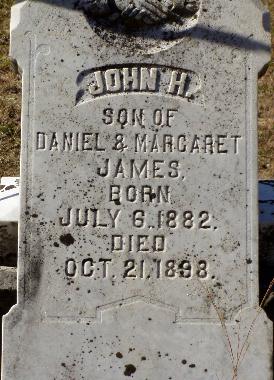 JOHN H.
SON OF
DANIEL & MARGARET
JAMES,
BORN
JULY 6, 1882.
DIED
OCT. 21, 1898.